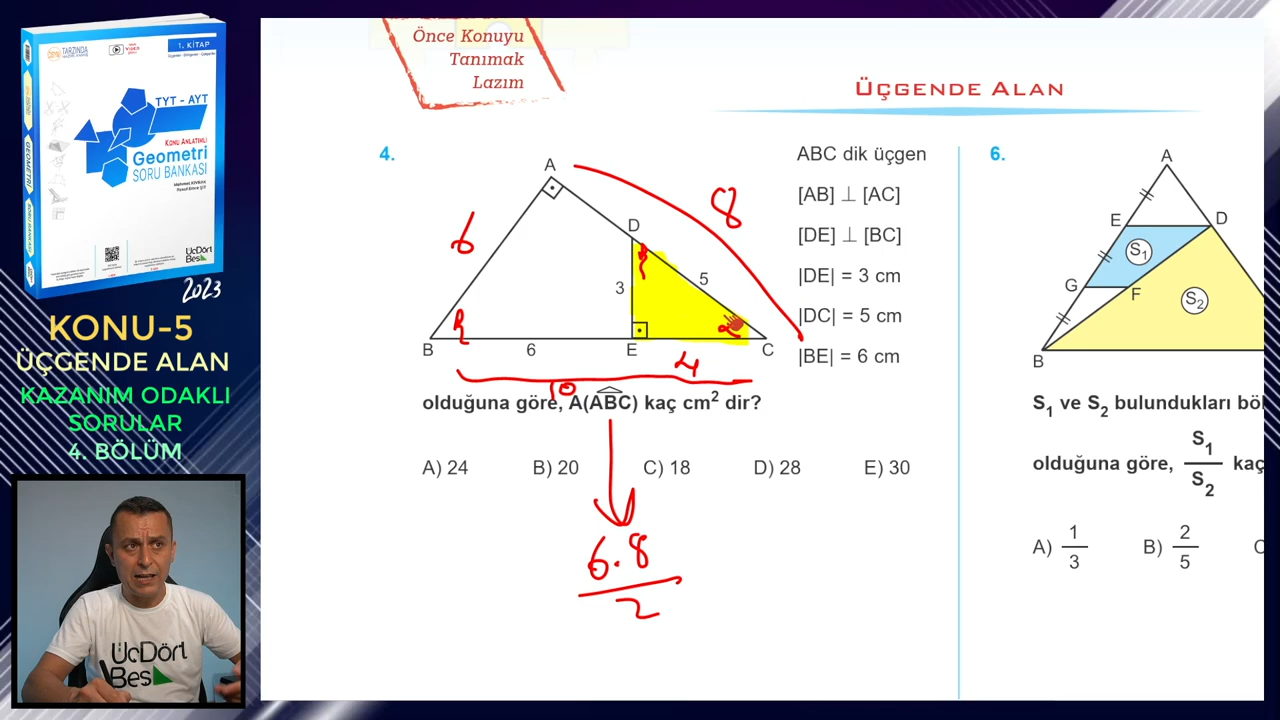 1. KİTAP
TYT - AYT
KONU ANLATIMLI
Geometri
SORU BANKASI
ÜçDört
Beş
2023
KONU-5
ÜÇGENDE ALAN
KAZANIM ODAKLI
SORULAR
4. BÖLÜM
ÜçDört
Beş
Önce Konuyu
Tanımak
Lazım
ÜÇGENDE ALAN
4.
A
D
B
E
C
3
5
6
6
8
4
10
ABC dik üçgen
[AB] ⊥ [AC]
[DE] ⊥ [BC]
|DE| = 3 cm
|DC| = 5 cm
|BE| = 6 cm
olduğuna göre, A(ABC) kaç cm² dir?
A) 24 B) 20 C) 18 D) 28 E) 30
6.8
2
6.
A
E
D
S₁
G
F
S₂
B
S₁ ve S₂ bulundukları böl
olduğuna göre, S₁/S₂ kaç
A) 1/3 B) 2/5 C